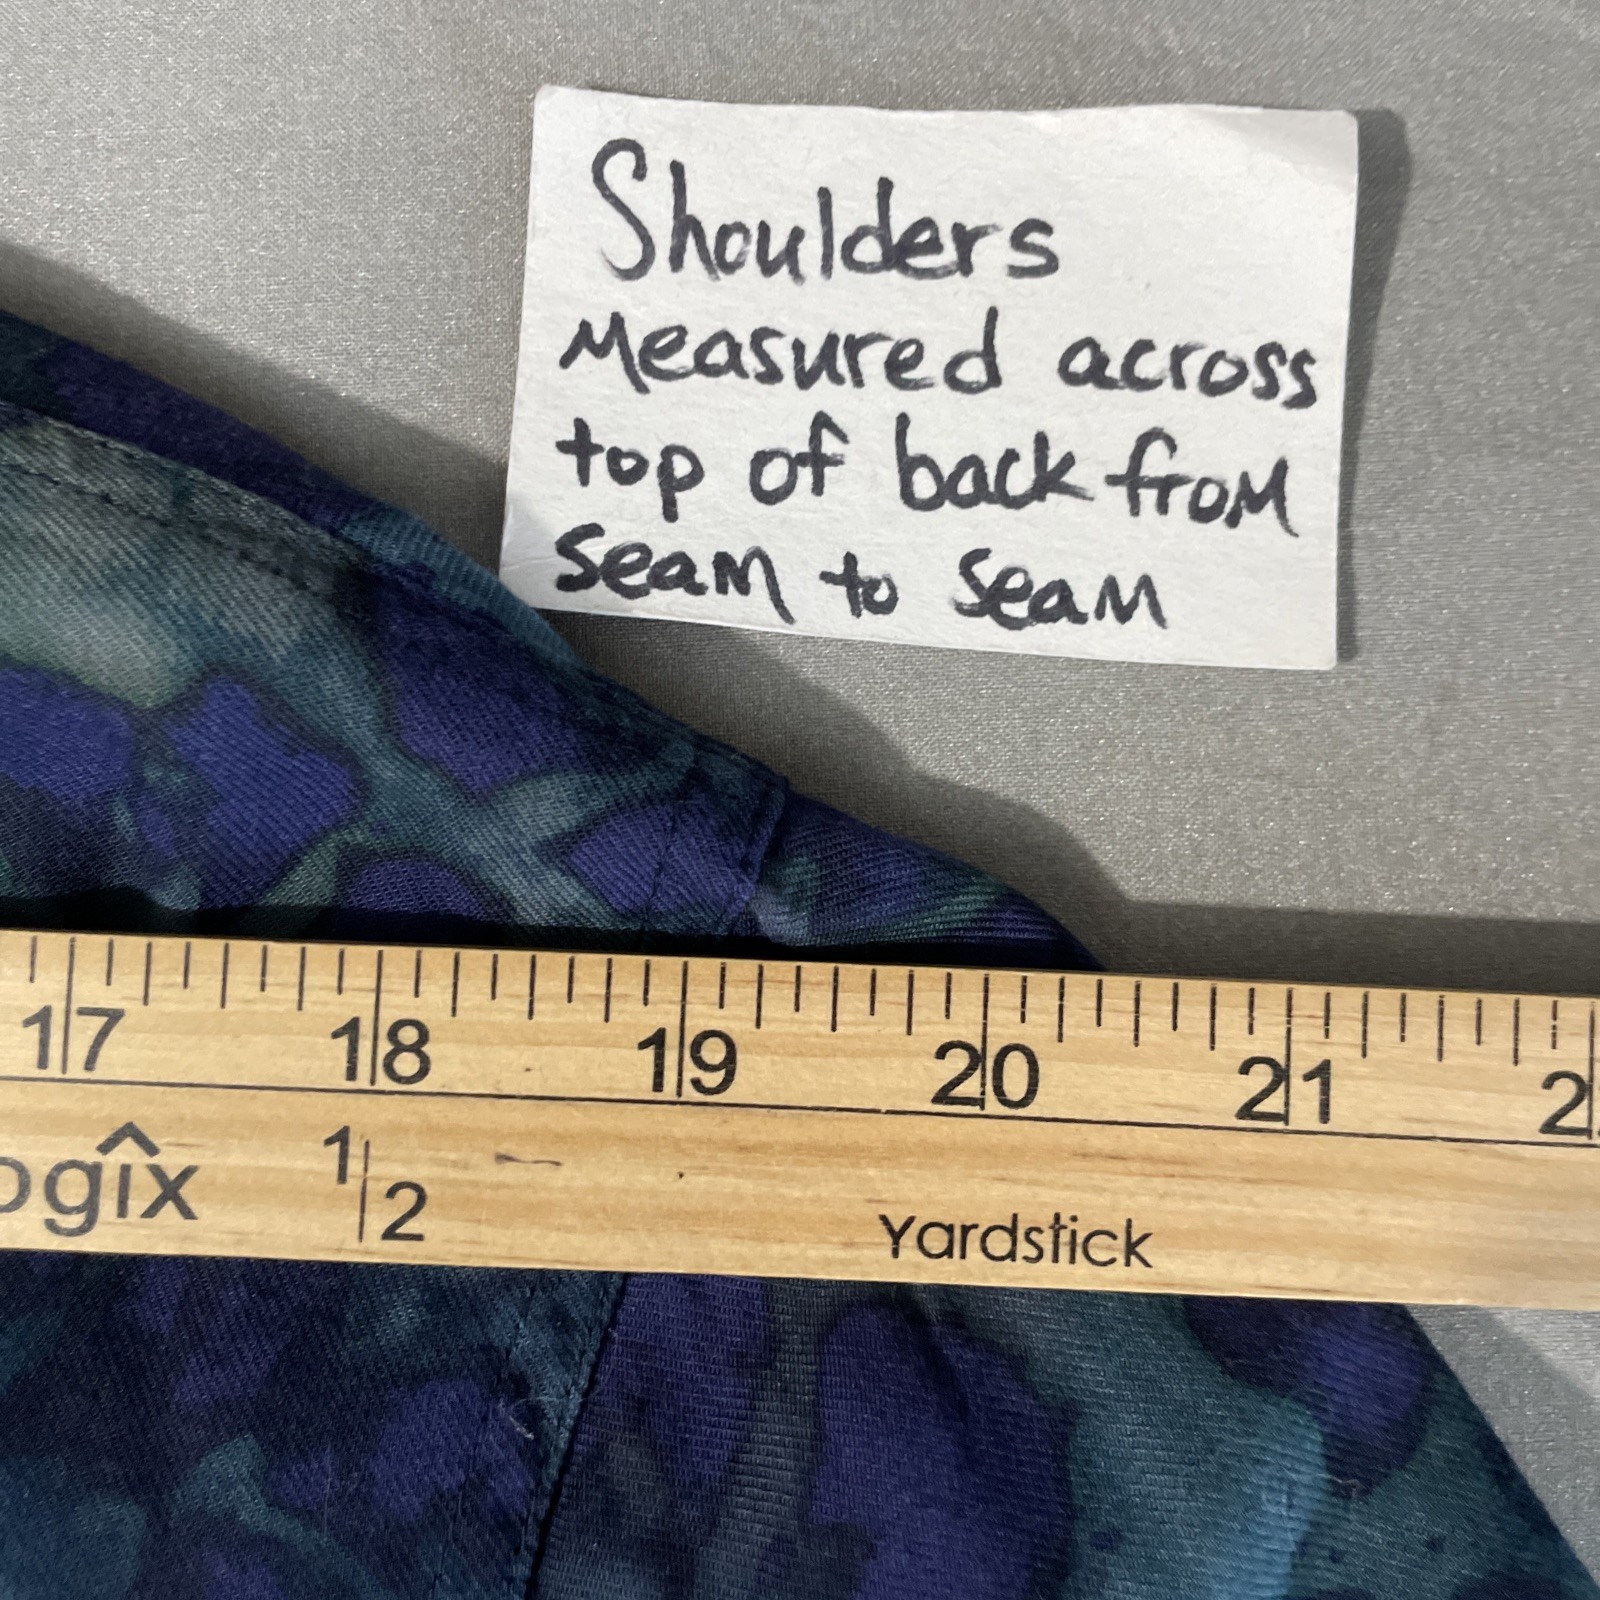 Shoulders
Measured across
top of back from
seam to seam
17 18 19 20 21
ogix 1/2 Yardstick